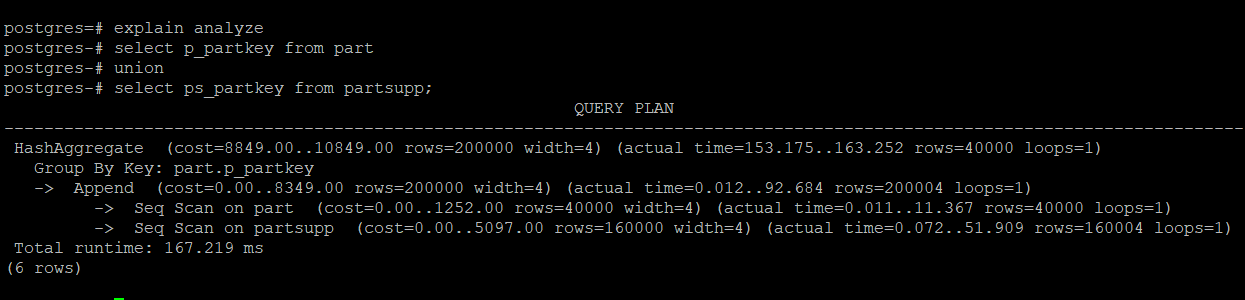 postgres=# explain analyze
postgres-# select p_partkey from part
postgres-# union
postgres-# select ps_partkey from partsupp;
QUERY PLAN
-----------------------------------------------------------------------------------------------------------------------------
HashAggregate  (cost=8849.00..10849.00 rows=200000 width=4) (actual time=153.175..163.252 rows=40000 loops=1)
Group By Key: part.p_partkey
->  Append  (cost=0.00..8349.00 rows=200000 width=4) (actual time=0.012..92.684 rows=200004 loops=1)
->  Seq Scan on part  (cost=0.00..1252.00 rows=40000 width=4) (actual time=0.011..11.367 rows=40000 loops=1)
->  Seq Scan on partsupp  (cost=0.00..5097.00 rows=160000 width=4) (actual time=0.072..51.909 rows=160004 loops=1)
Total runtime: 167.219 ms
(6 rows)